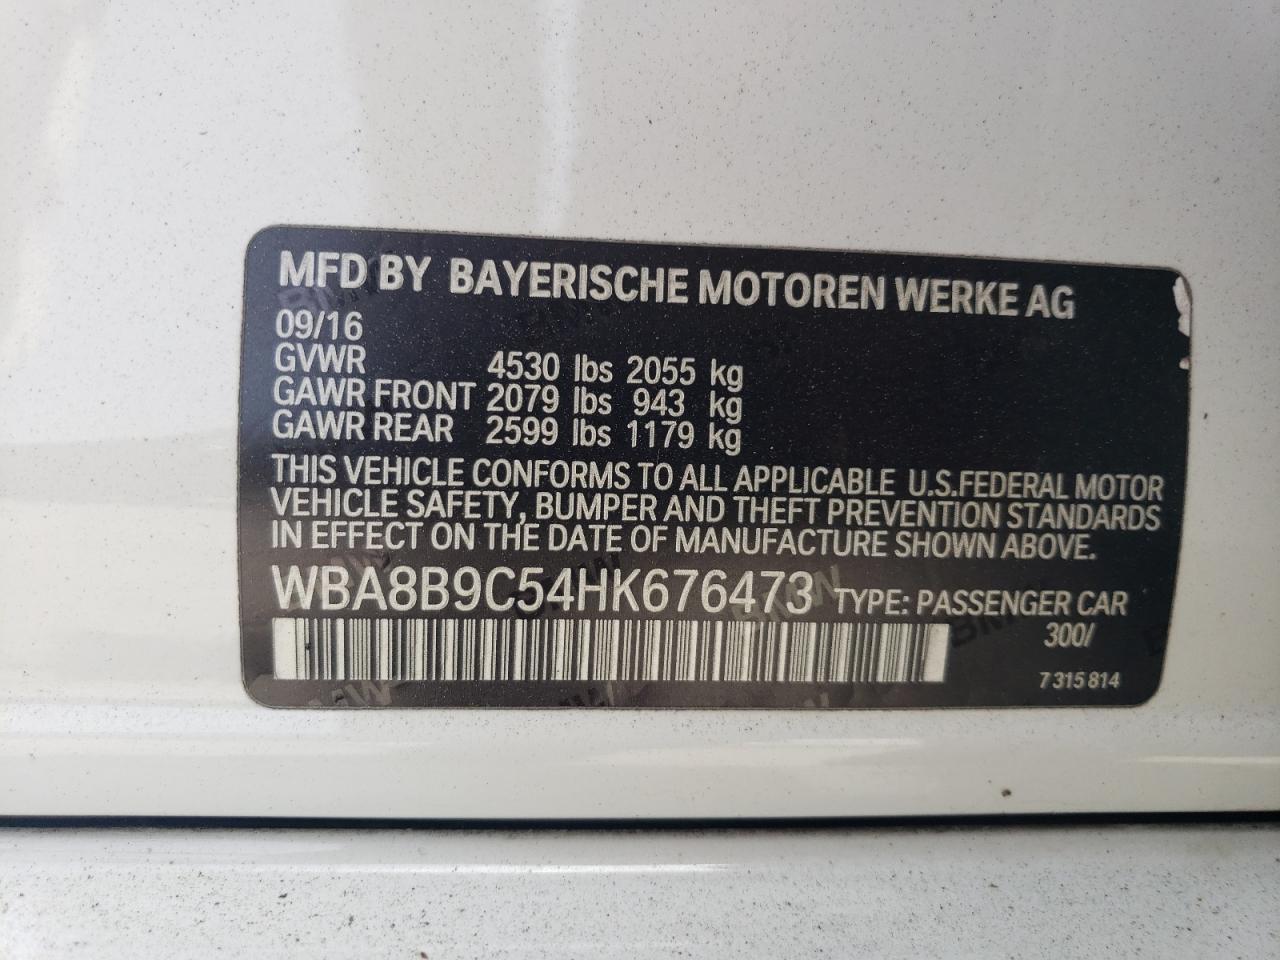 MFD BY BAYERISCHE MOTOREN WERKE AG
09/16
GVWR 4530 lbs 2055 kg
GAWR FRONT 2079 lbs 943 kg
GAWR REAR 2599 lbs 1179 kg
THIS VEHICLE CONFORMS TO ALL APPLICABLE U.S.FEDERAL MOTOR
VEHICLE SAFETY, BUMPER AND THEFT PREVENTION STANDARDS
IN EFFECT ON THE DATE OF MANUFACTURE SHOWN ABOVE.
WBA8B9C54HK676473 TYPE: PASSENGER CAR
300/
7 315 814